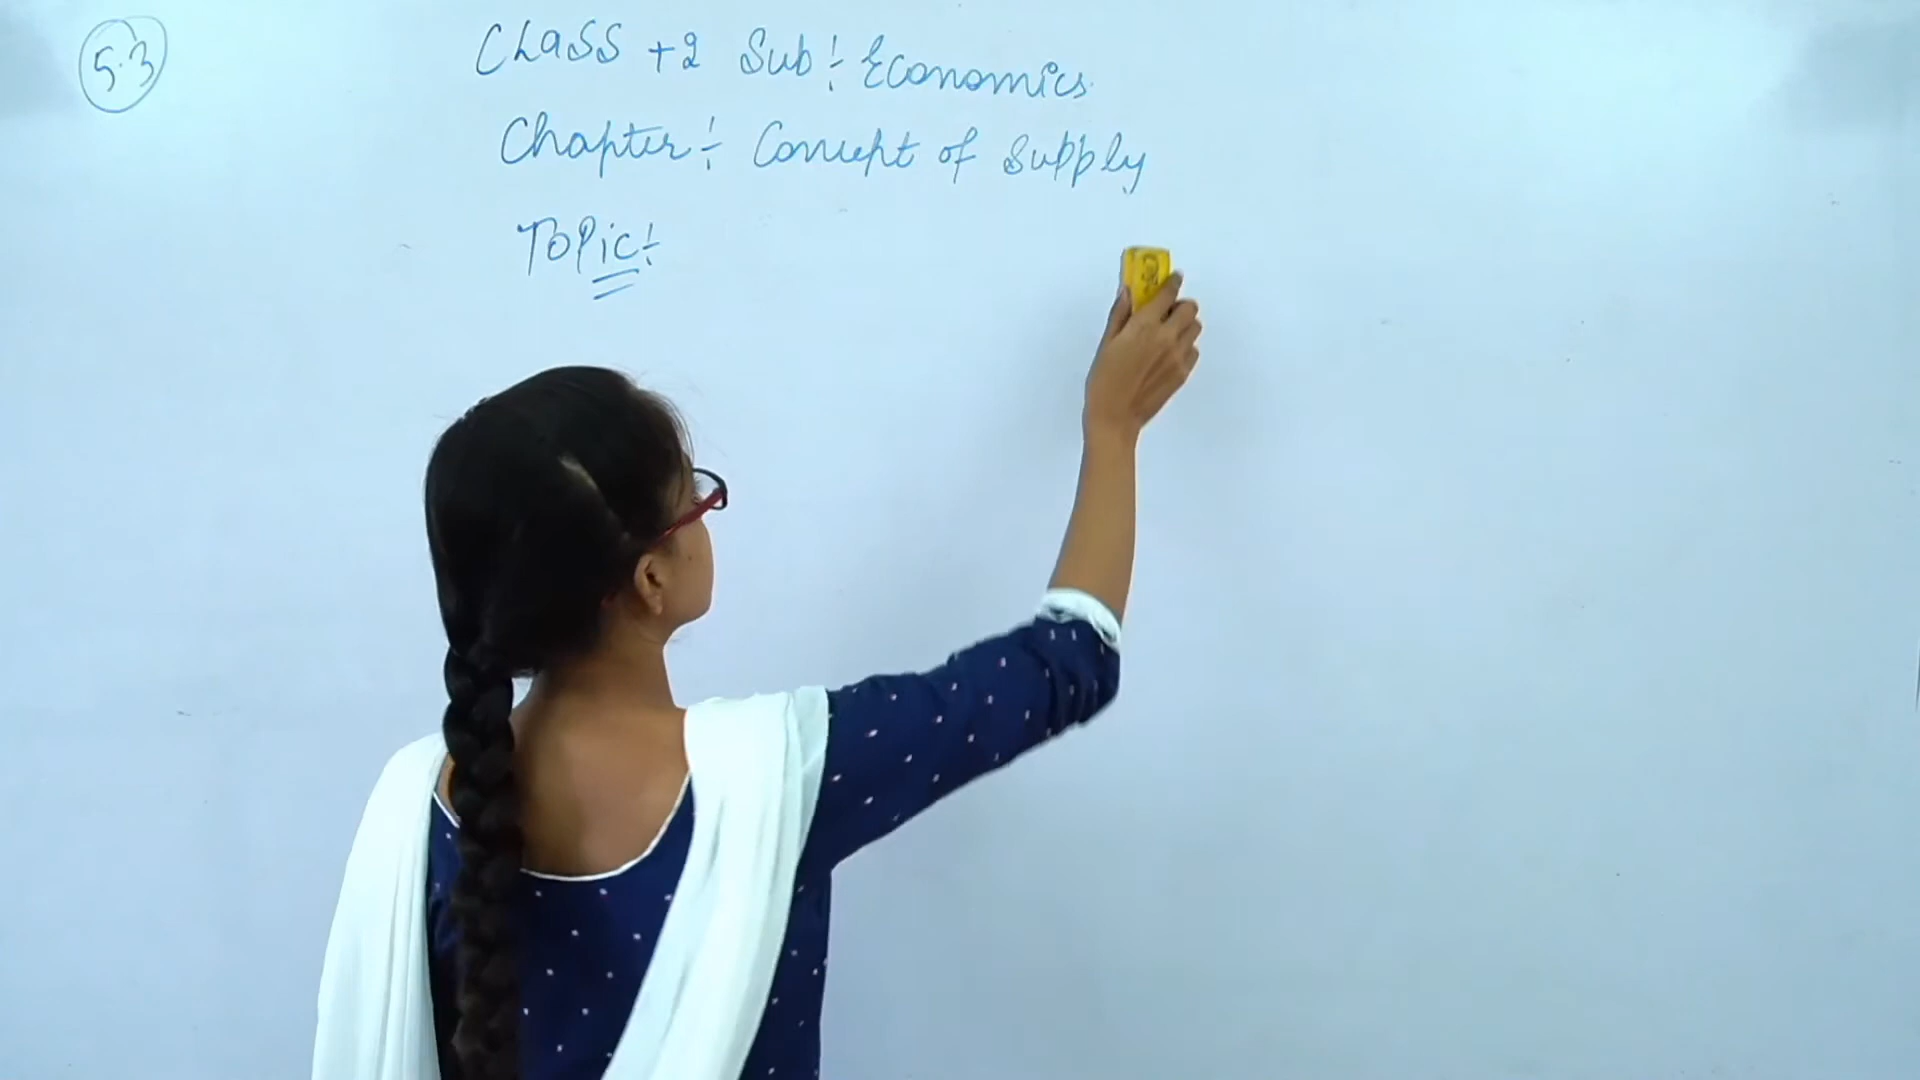 5.3
Class +2 Sub:- Economics
Chapter:- Concept of Supply
Topic:-